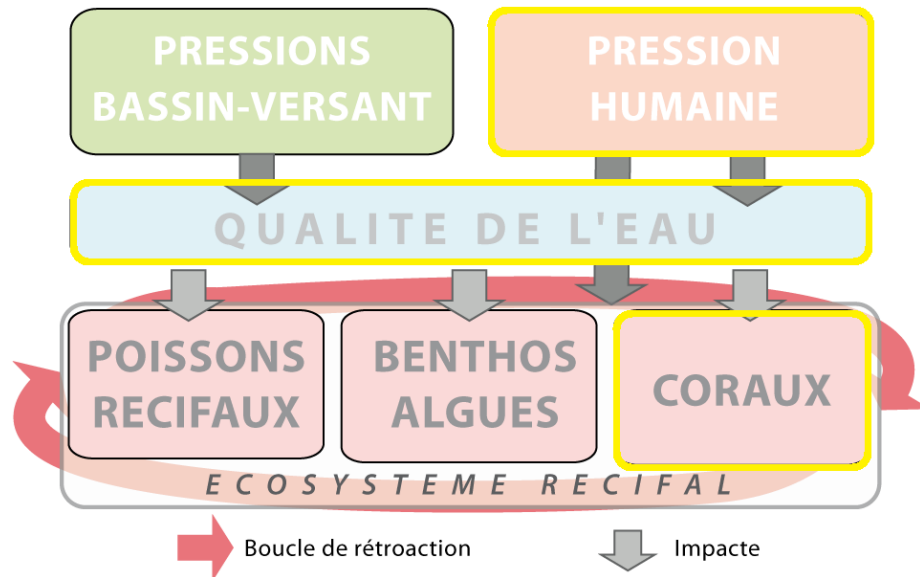 PRESSIONS
BASSIN-VERSANT
PRESSION
HUMAINE
QUALITE DE L'EAU
POISSONS
RECIFAUX
BENTHOS
ALGUES
CORAUX
ECOSYSTEME RECIFAL
Boucle de rétroaction
Impacte